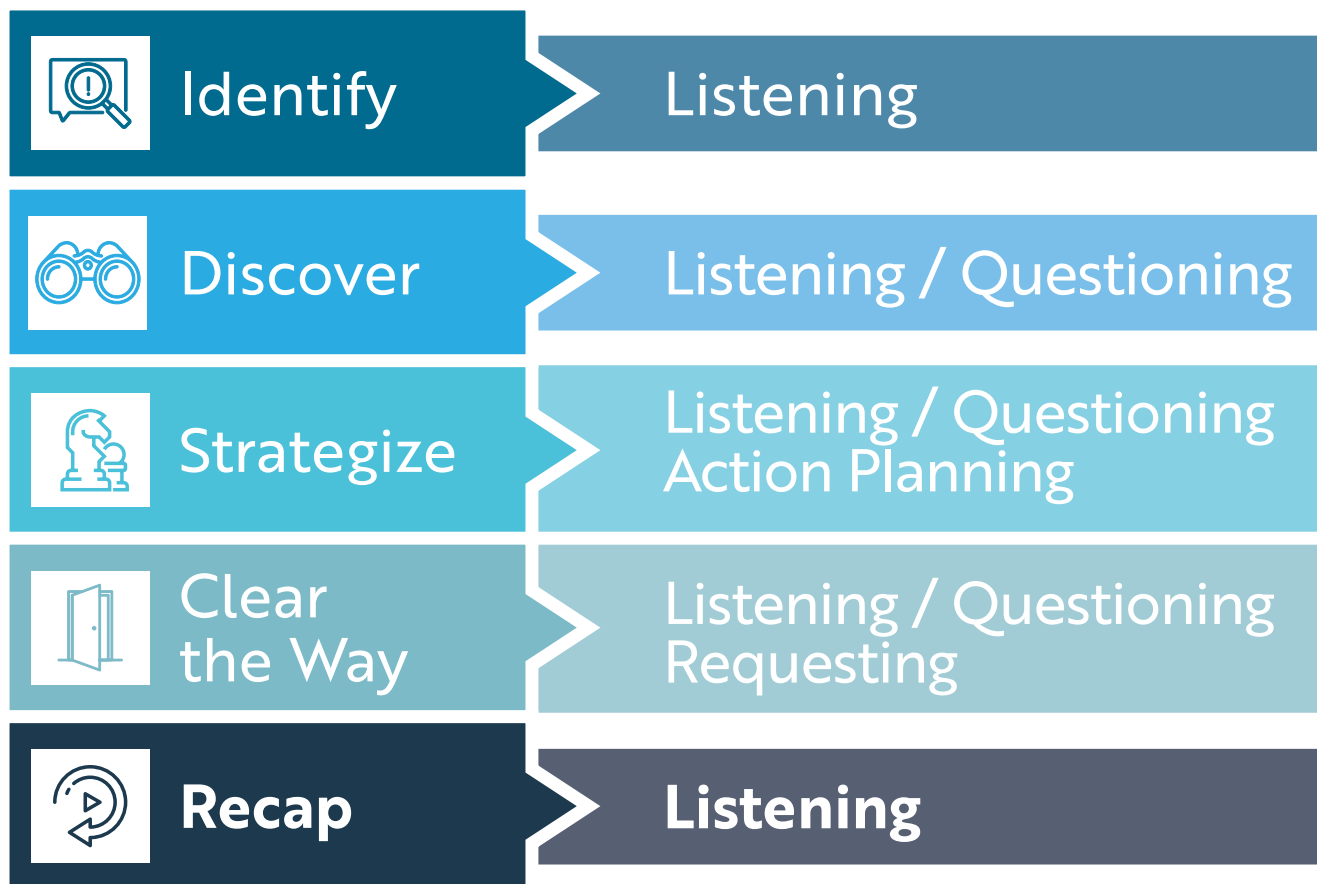 Identify
Listening
Discover
Listening / Questioning
Strategize
Listening / Questioning
Action Planning
Clear
the Way
Listening / Questioning
Requesting
Recap
Listening